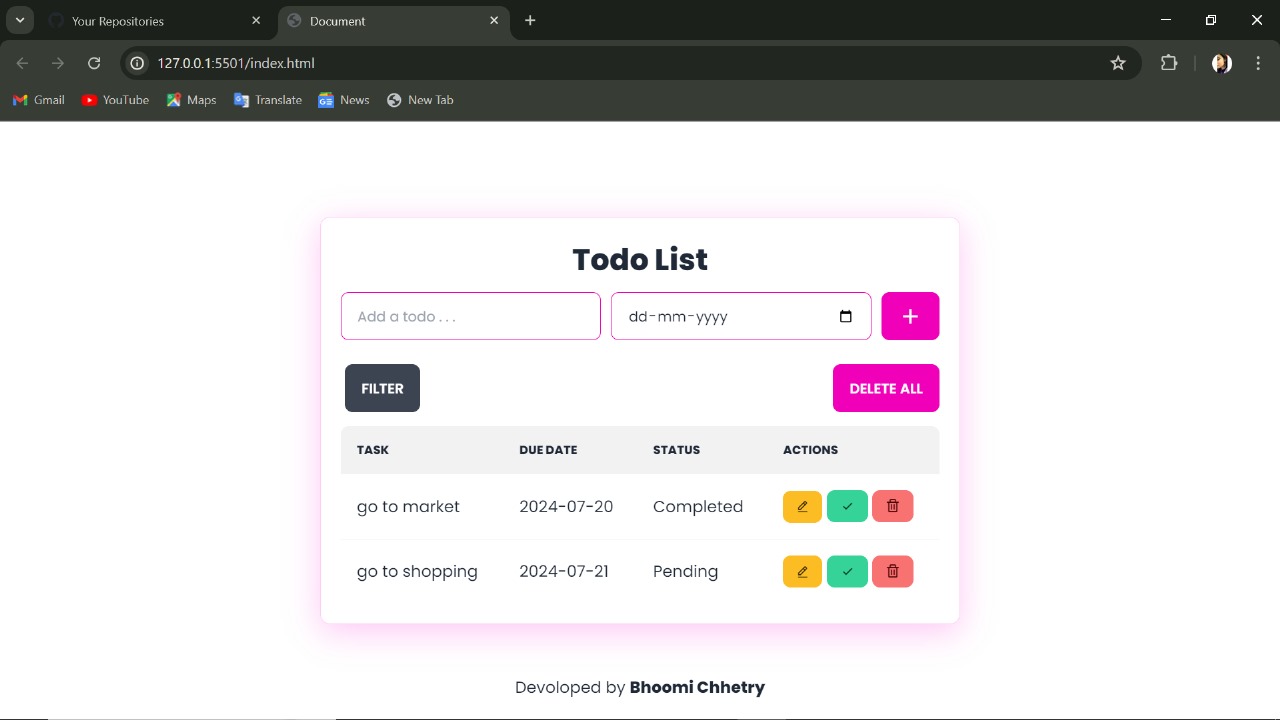 Your Repositories
Document
127.0.0.1:5501/index.html
Gmail YouTube Maps Translate News New Tab
Todo List
Add a todo . . . dd-mm-yyyy +
FILTER DELETE ALL
TASK DUE DATE STATUS ACTIONS
go to market 2024-07-20 Completed
go to shopping 2024-07-21 Pending
Devoloped by Bhoomi Chhetry